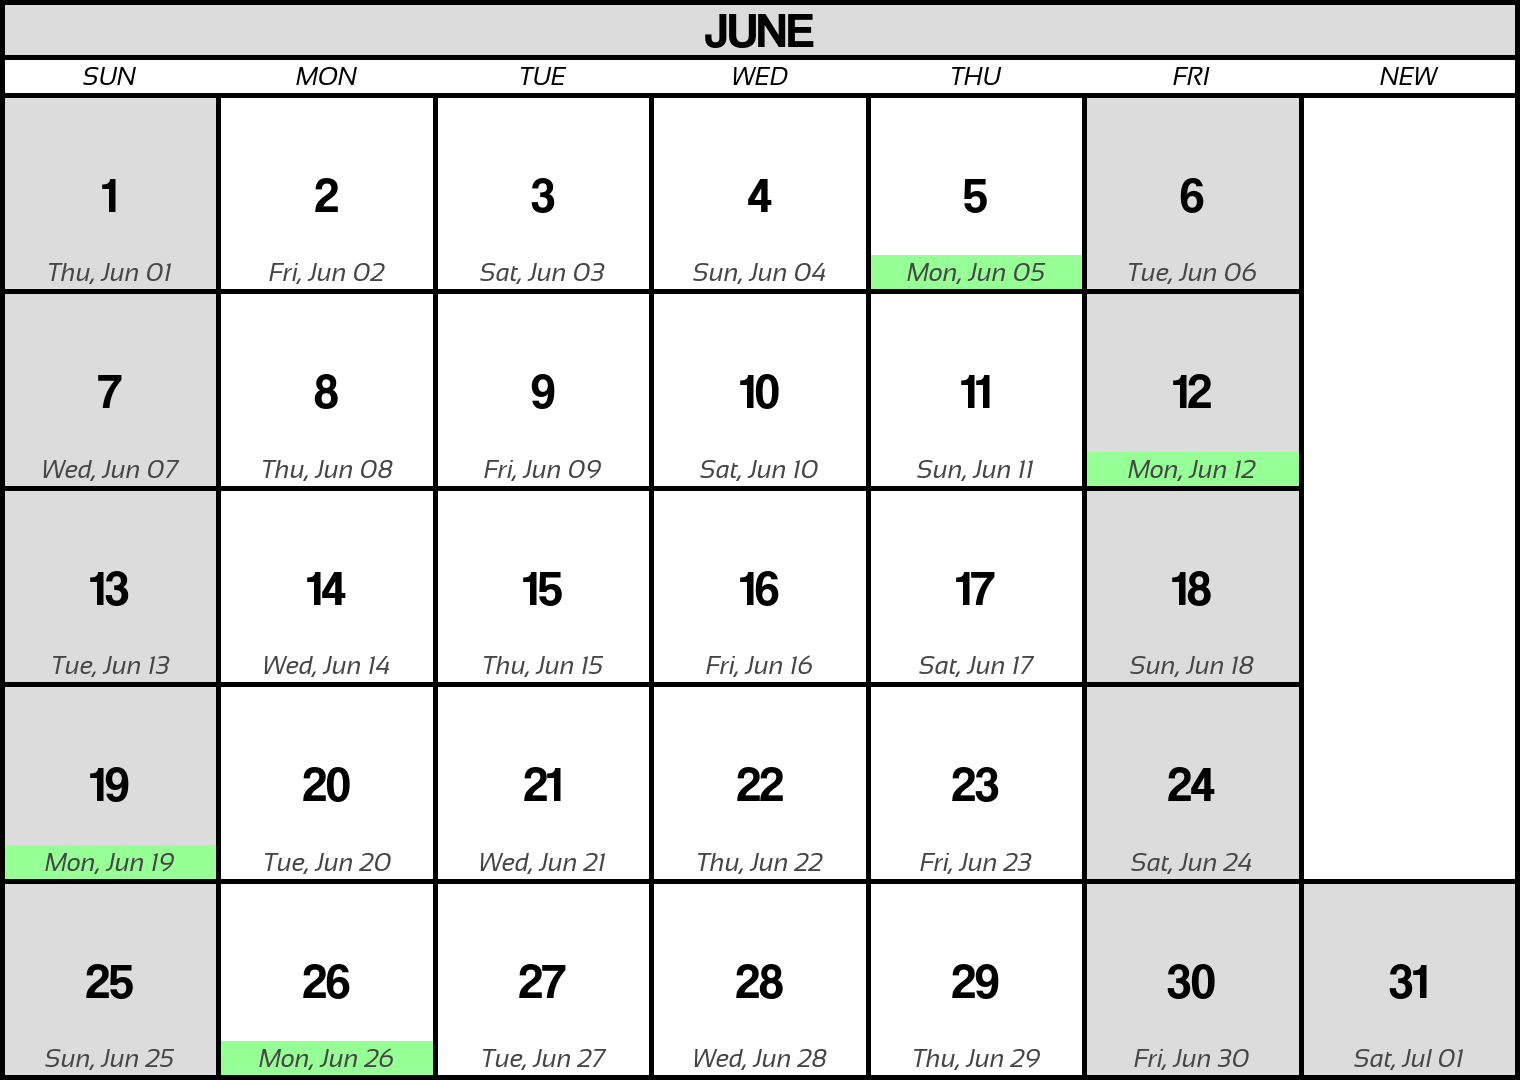 JUNE
SUN MON TUE WED THU FRI NEW
1 2 3 4 5 6
Thu, Jun 01 Fri, Jun 02 Sat, Jun 03 Sun, Jun 04 Mon, Jun 05 Tue, Jun 06
7 8 9 10 11 12
Wed, Jun 07 Thu, Jun 08 Fri, Jun 09 Sat, Jun 10 Sun, Jun 11 Mon, Jun 12
13 14 15 16 17 18
Tue, Jun 13 Wed, Jun 14 Thu, Jun 15 Fri, Jun 16 Sat, Jun 17 Sun, Jun 18
19 20 21 22 23 24
Mon, Jun 19 Tue, Jun 20 Wed, Jun 21 Thu, Jun 22 Fri, Jun 23 Sat, Jun 24
25 26 27 28 29 30 31
Sun, Jun 25 Mon, Jun 26 Tue, Jun 27 Wed, Jun 28 Thu, Jun 29 Fri, Jun 30 Sat, Jul 01